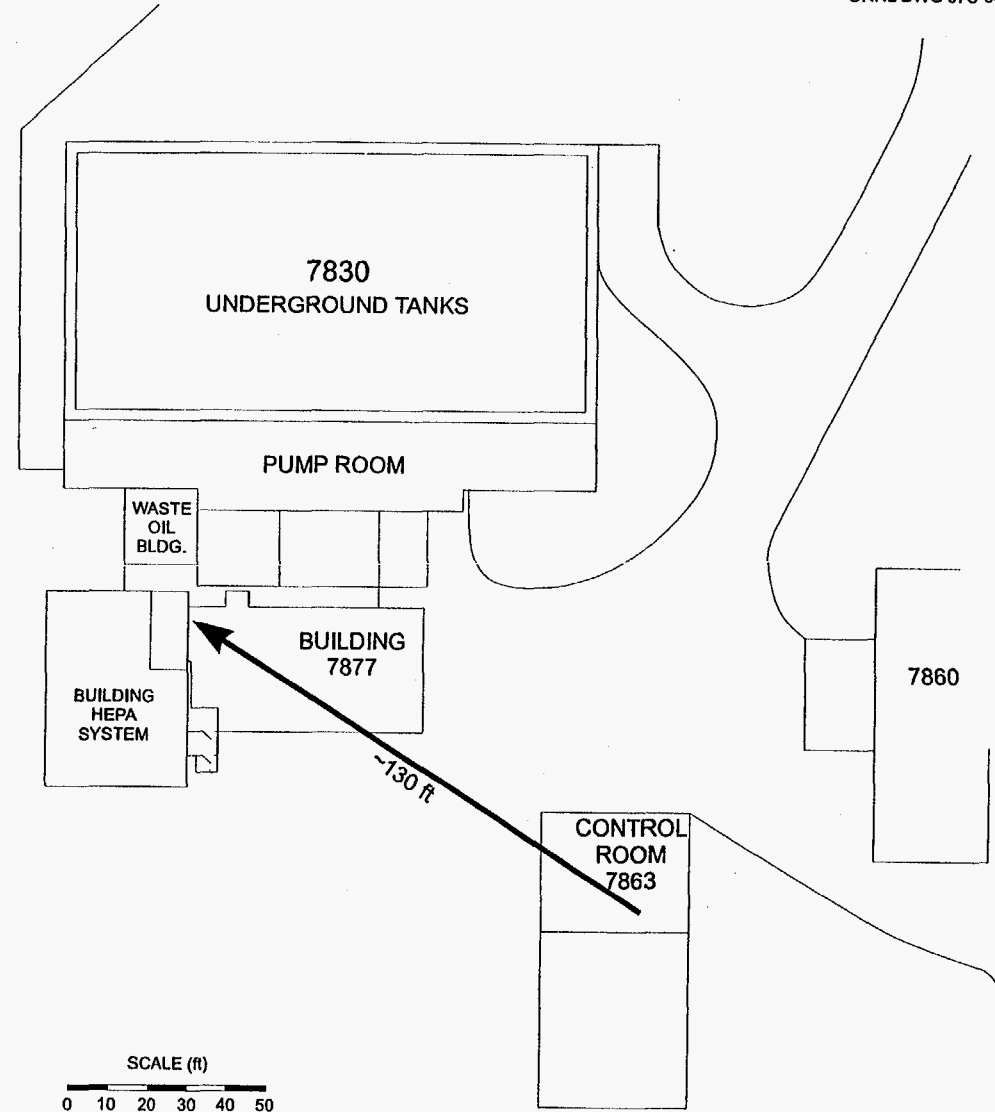 7830
UNDERGROUND TANKS
PUMP ROOM
WASTE
OIL
BLDG.
BUILDING
7877
BUILDING
HEPA
SYSTEM
7860
~130 ft
CONTROL
ROOM
7863
SCALE (ft)
0 10 20 30 40 50